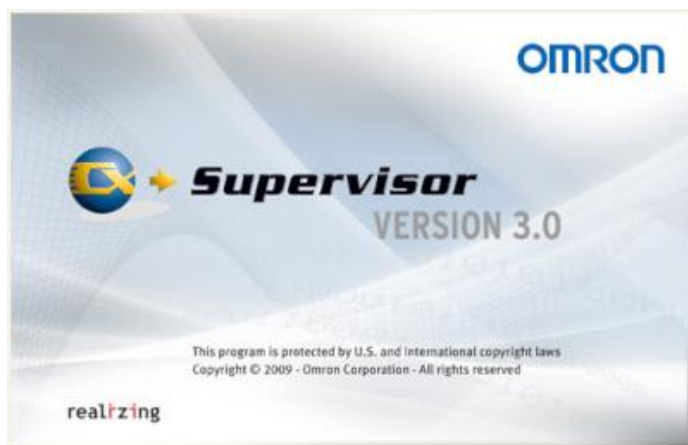 OMRON
CX Supervisor
VERSION 3.0
This program is protected by U.S. and International copyright laws
Copyright © 2009 - Omron Corporation - All rights reserved
realizing